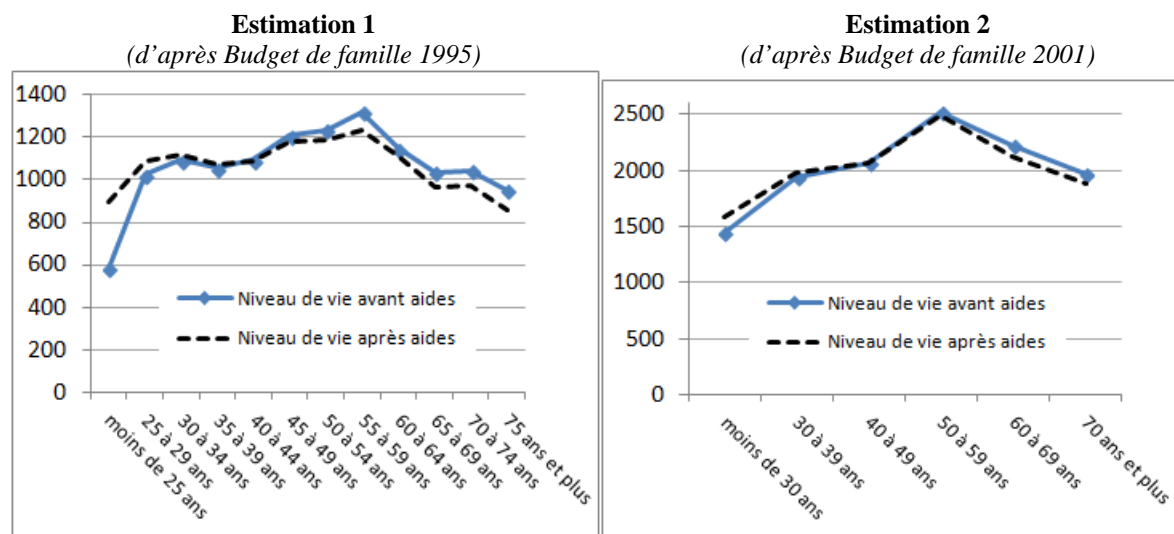 Estimation 1
(d’après Budget de famille 1995)
1400
1200
1000
800
600
400
200
0
Niveau de vie avant aides
Niveau de vie après aides
moins de 25 ans
25 à 29 ans
30 à 34 ans
35 à 39 ans
40 à 44 ans
45 à 49 ans
50 à 54 ans
55 à 59 ans
60 à 64 ans
65 à 69 ans
70 à 74 ans
75 ans et plus
Estimation 2
(d’après Budget de famille 2001)
2500
2000
1500
1000
500
0
Niveau de vie avant aides
Niveau de vie après aides
moins de 30 ans
30 à 39 ans
40 à 49 ans
50 à 59 ans
60 à 69 ans
70 ans et plus